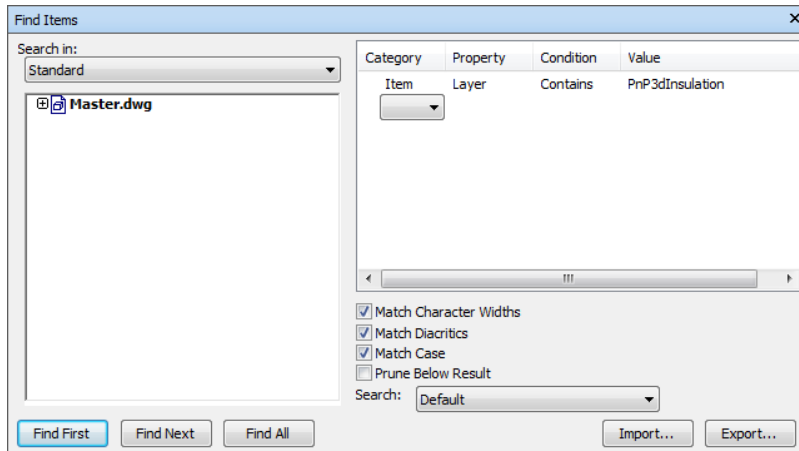 Find Items
Search in:
Standard
Master.dwg
Category Property Condition Value
Item Layer Contains PnP3dInsulation
Match Character Widths
Match Diacritics
Match Case
Prune Below Result
Search: Default
Find First Find Next Find All Import... Export...